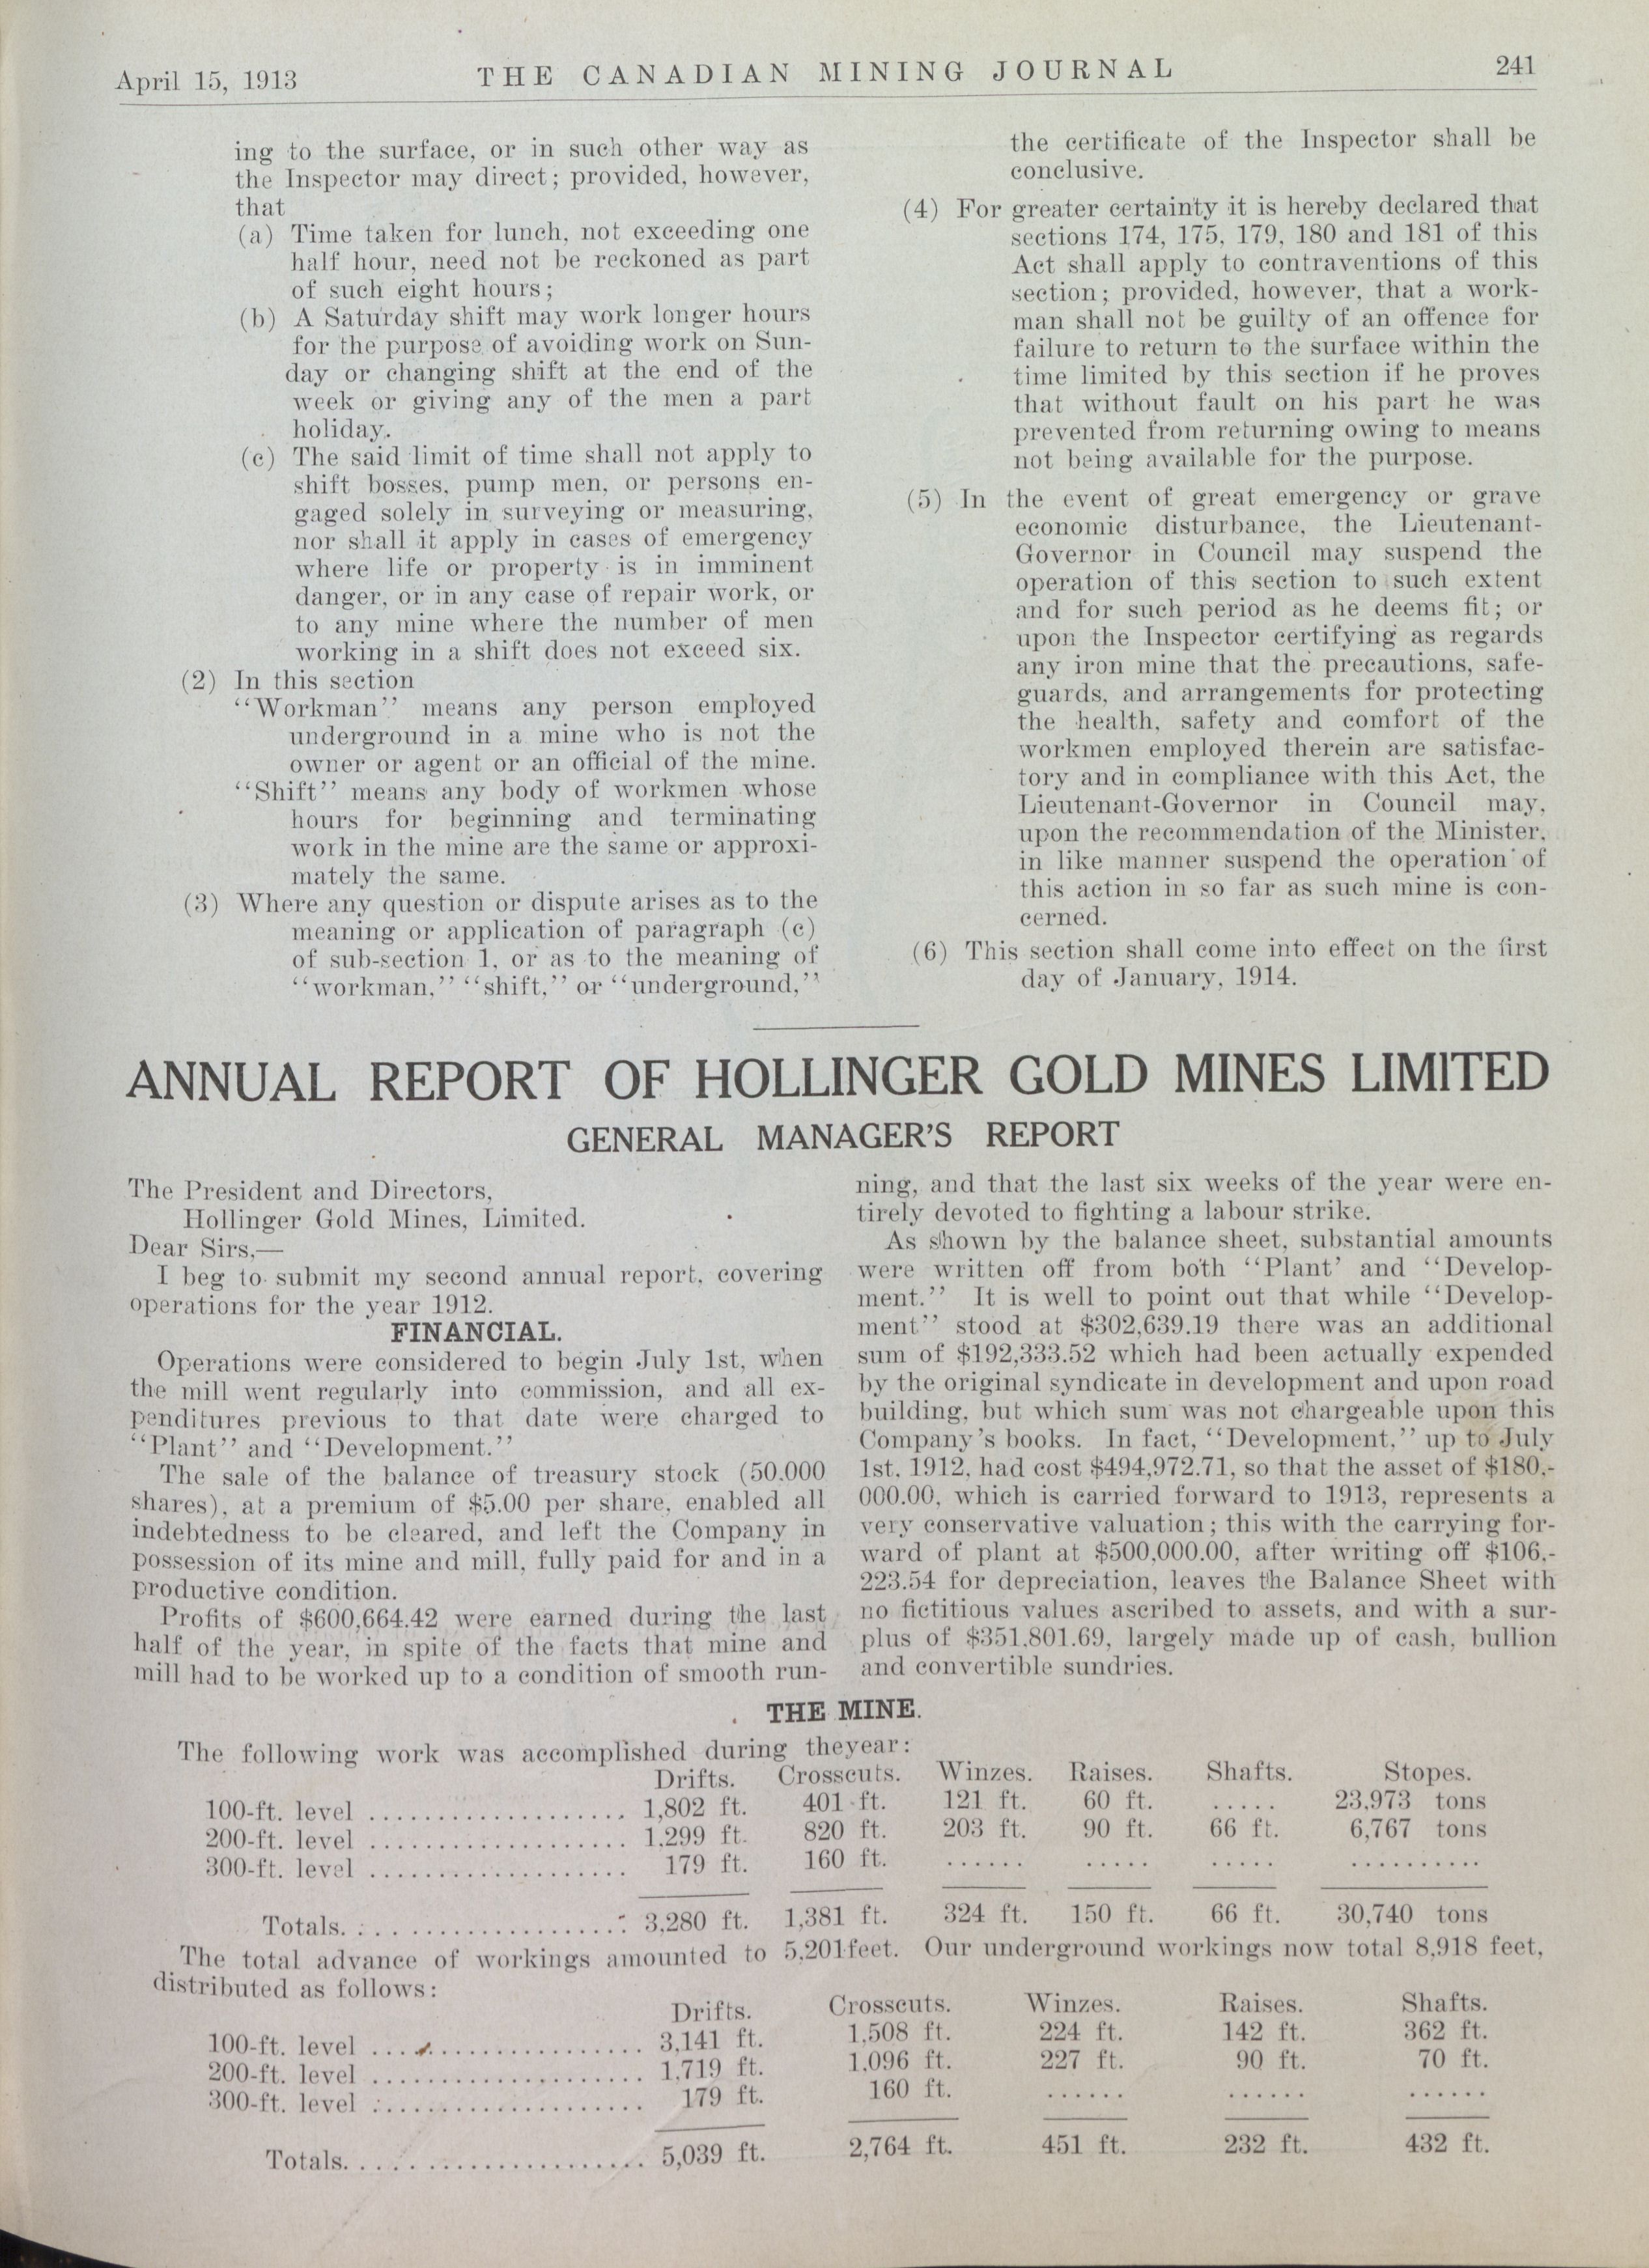 April 15, 1913
THE CANADIAN MINING JOURNAL
241
ing to the surface, or in such other way as
the Inspector may direct; provided, however,
that
(a) Time taken for lunch, not exceeding one
half hour, need not be reckoned as part
of such eight hours;
(b) A Saturday shift may work longer hours
for the purpose of avoiding work on Sun-
day or changing shift at the end of the
week or giving any of the men a part
holiday.
(c) The said limit of time shall not apply to
shift bosses, pump men, or persons en-
gaged solely in surveying or measuring,
nor shall it apply in cases of emergency
where life or property is in imminent
danger, or in any case of repair work, or
to any mine where the number of men
working in a shift does not exceed six.
(2) In this section
"Workman" means any person employed
underground in a mine who is not the
owner or agent or an official of the mine.
"Shift" means any body of workmen whose
hours for beginning and terminating
work in the mine are the same or approxi-
mately the same.
(3) Where any question or dispute arises as to the
meaning or application of paragraph (c)
of sub-section 1, or as to the meaning of
"workman," "shift," or "underground,"
the certificate of the Inspector shall be
conclusive.
(4) For greater certainty it is hereby declared that
sections 174, 175, 179, 180 and 181 of this
Act shall apply to contraventions of this
section; provided, however, that a work-
man shall not be guilty of an offence for
failure to return to the surface within the
time limited by this section if he proves
that without fault on his part he was
prevented from returning owing to means
not being available for the purpose.
(5) In the event of great emergency or grave
economic disturbance, the Lieutenant-
Governor in Council may suspend the
operation of this section to such extent
and for such period as he deems fit; or
upon the Inspector certifying as regards
any iron mine that the precautions, safe-
guards, and arrangements for protecting
the health, safety and comfort of the
workmen employed therein are satisfac-
tory and in compliance with this Act, the
Lieutenant-Governor in Council may,
upon the recommendation of the Minister,
in like manner suspend the operation of
this action in so far as such mine is con-
cerned.
(6) This section shall come into effect on the first
day of January, 1914.
ANNUAL REPORT OF HOLLINGER GOLD MINES LIMITED
GENERAL MANAGER'S REPORT
The President and Directors,
Hollinger Gold Mines, Limited.
Dear Sirs,—
I beg to submit my second annual report, covering
operations for the year 1912.
FINANCIAL.
Operations were considered to begin July 1st, when
the mill went regularly into commission, and all ex-
penditures previous to that date were charged to
"Plant" and "Development."
The sale of the balance of treasury stock (50,000
shares), at a premium of $5.00 per share, enabled all
indebtedness to be cleared, and left the Company in
possession of its mine and mill, fully paid for and in a
productive condition.
Profits of $600,664.42 were earned during the last
half of the year, in spite of the facts that mine and
mill had to be worked up to a condition of smooth run-
ning, and that the last six weeks of the year were en-
tirely devoted to fighting a labour strike.
As shown by the balance sheet, substantial amounts
were written off from both "Plant' and "Develop-
ment." It is well to point out that while "Develop-
ment" stood at $302,639.19 there was an additional
sum of $192,333.52 which had been actually expended
by the original syndicate in development and upon road
building, but which sum was not chargeable upon this
Company's books. In fact, "Development," up to July
1st, 1912, had cost $494,972.71, so that the asset of $180,-
000.00, which is carried forward to 1913, represents a
very conservative valuation; this with the carrying for-
ward of plant at $500,000.00, after writing off $106,-
223.54 for depreciation, leaves the Balance Sheet with
no fictitious values ascribed to assets, and with a sur-
plus of $351,801.69, largely made up of cash, bullion
and convertible sundries.
THE MINE.
The following work was accomplished during theyear:
Drifts. Crosscuts. Winzes. Raises. Shafts. Stopes.
100-ft. level .................... 1,802 ft. 401 ft. 121 ft. 60 ft. ..... 23,973 tons
200-ft. level .................... 1,299 ft. 820 ft. 203 ft. 90 ft. 66 ft. 6,767 tons
300-ft. level .................... 179 ft. 160 ft. ...... ..... ..... ..........
Totals. .................... 3,280 ft. 1,381 ft. 324 ft. 150 ft. 66 ft. 30,740 tons
The total advance of workings amounted to 5,201feet. Our underground workings now total 8,918 feet,
distributed as follows:
Drifts. Crosscuts. Winzes. Raises. Shafts.
100-ft. level .................... 3,141 ft. 1,508 ft. 224 ft. 142 ft. 362 ft.
200-ft. level .................... 1,719 ft. 1,096 ft. 227 ft. 90 ft. 70 ft.
300-ft. level .................... 179 ft. 160 ft. ...... ...... ......
Totals. ...................... 5,039 ft. 2,764 ft. 451 ft. 232 ft. 432 ft.